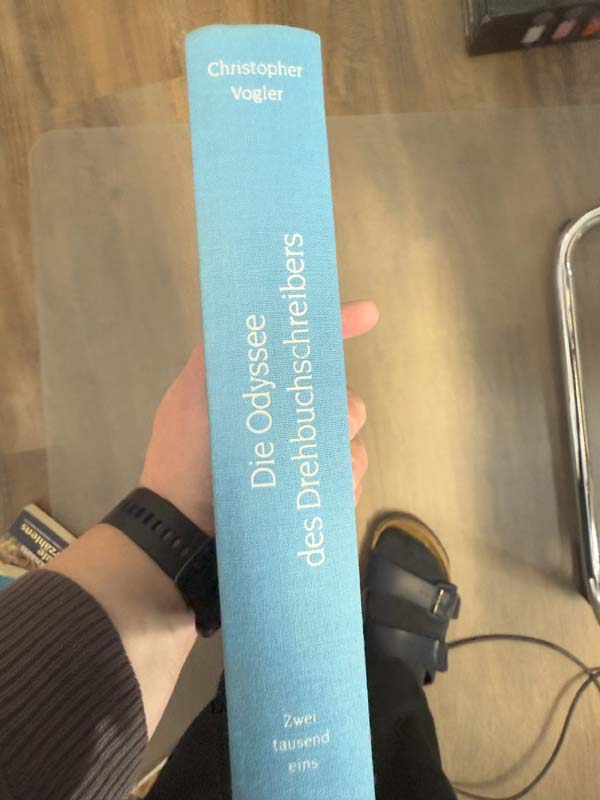 Christopher
Vogler
Die Odyssee
des Drehbuchschreibers
Zwei
tausend
eins